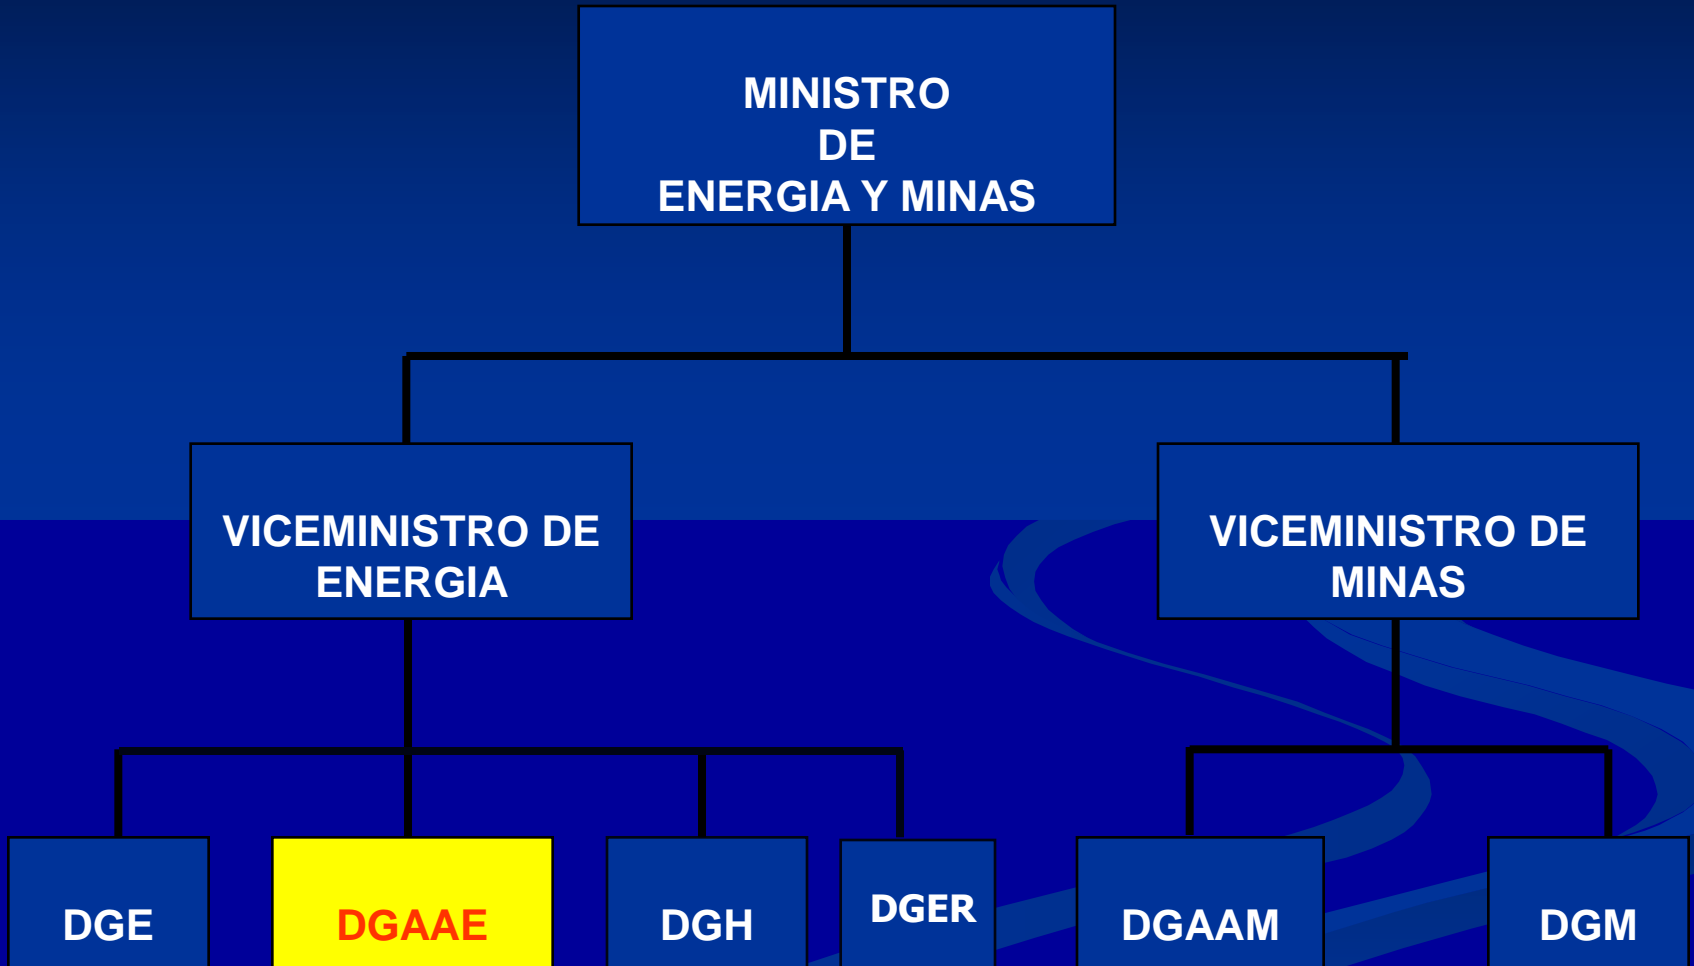 MINISTRO
DE
ENERGIA Y MINAS
VICEMINISTRO DE
ENERGIA
VICEMINISTRO DE
MINAS
DGE
DGAAE
DGH
DGER
DGAAM
DGM